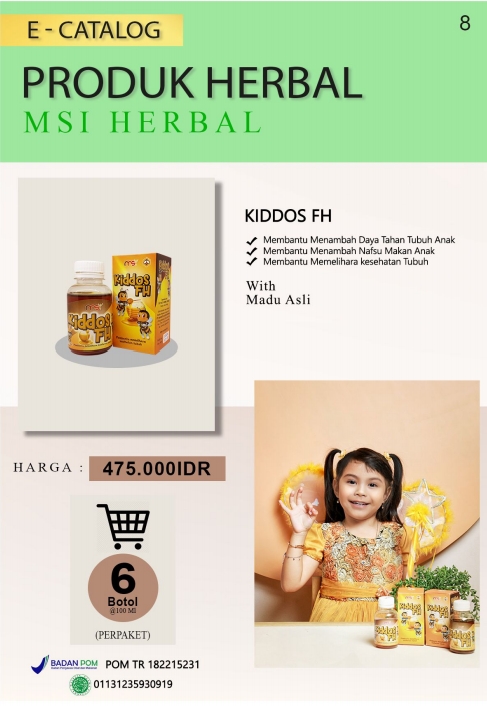 E - CATALOG
8
PRODUK HERBAL
MSI HERBAL
KIDDOS FH
Membantu Menambah Daya Tahan Tubuh Anak
Membantu Menambah Nafsu Makan Anak
Membantu Memelihara kesehatan Tubuh
With
Madu Asli
Kiddos
FH
Kiddos
FH
HARGA :
475.000IDR
6
Botol
@100 Ml
(PERPAKET)
Kiddos
FH
BADAN POM
POM TR 182215231
01131235930919